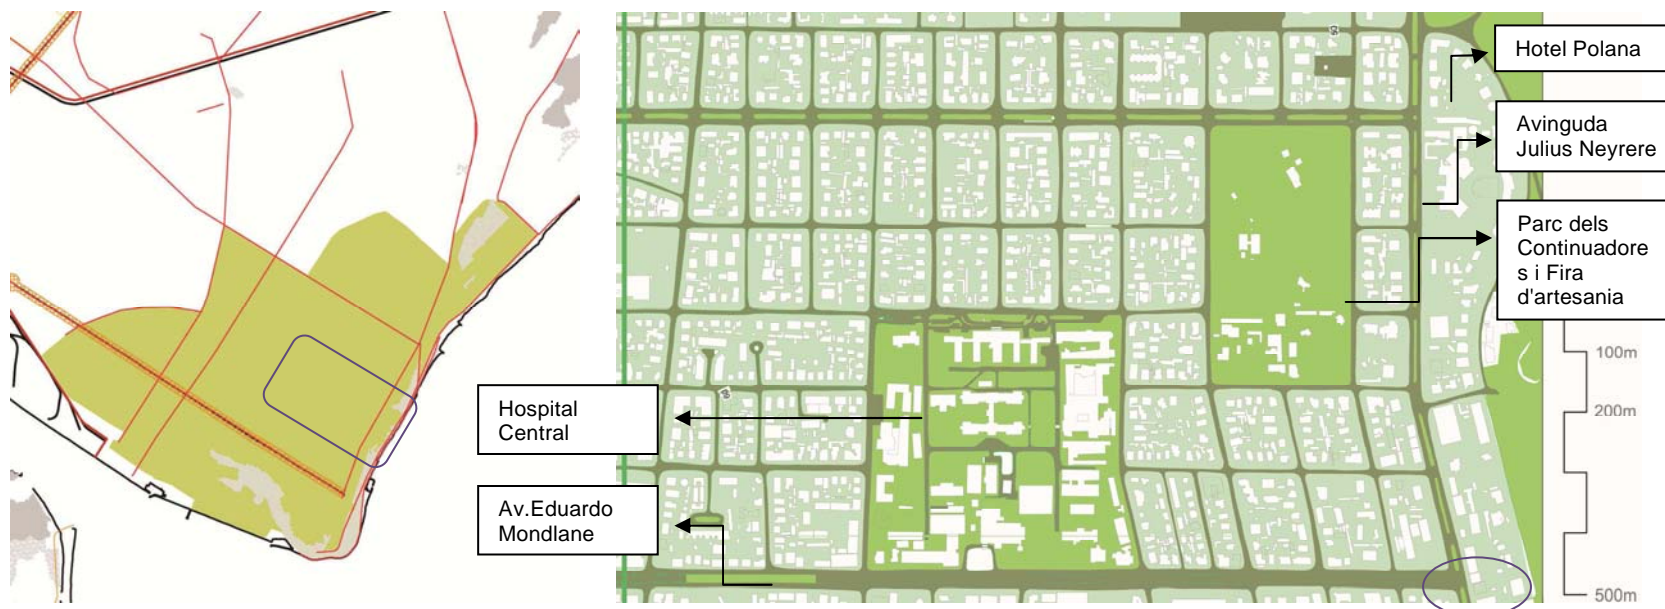 Hotel Polana
Avinguda
Julius Neyrere
Parc dels
Continuadore
s i Fira
d'artesania
100m
200m
500m
Hospital
Central
Av.Eduardo
Mondlane